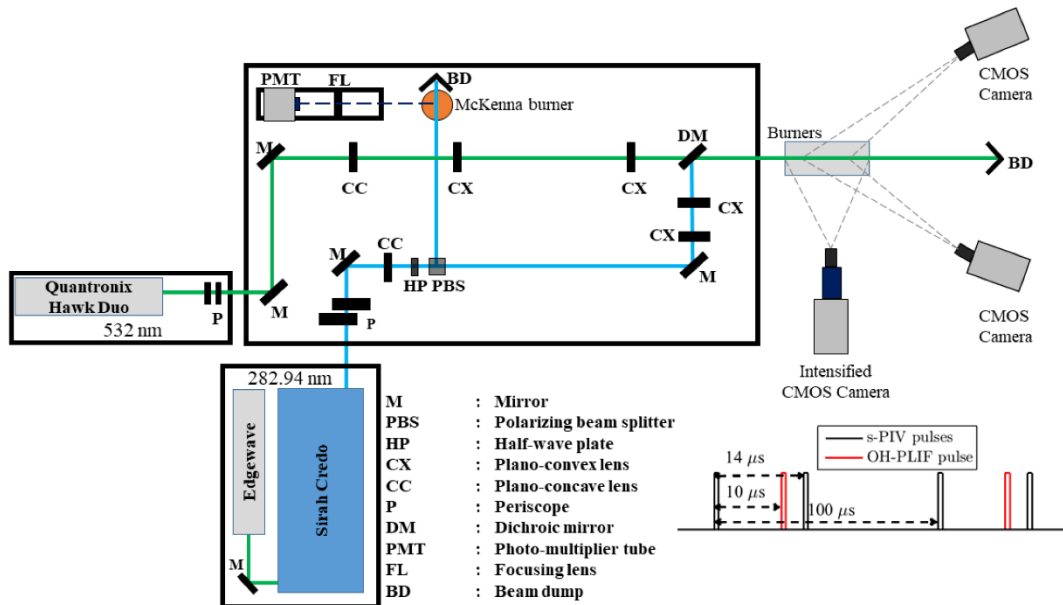 PMT
FL
BD
McKenna burner
CMOS
Camera
M
DM
Burners
BD
CC
CX
CX
CX
CX
M
CC
HP PBS
M
Quantronix
Hawk Duo
532 nm
P
M
P
CMOS
Camera
Intensified
CMOS Camera
282.94 nm
Edgewave
Sirah Credo
M
M : Mirror
PBS : Polarizing beam splitter
HP : Half-wave plate
CX : Plano-convex lens
CC : Plano-concave lens
P : Periscope
DM : Dichroic mirror
PMT : Photo-multiplier tube
FL : Focusing lens
BD : Beam dump
s-PIV pulses
OH-PLIF pulse
14 μs
10 μs
100 μs